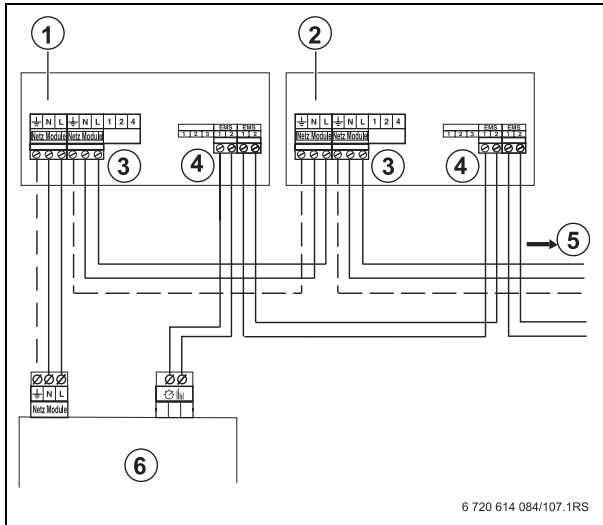 1
2
⏚ N L ⏚ N L 1 2 4
Netz Module Netz Module
EMS EMS
1 2 3 1 2 1 2
⏚ N L ⏚ N L 1 2 4
Netz Module Netz Module
EMS EMS
1 2 3 1 2 1 2
3
4
3
4
5
⏚ N L
Netz Module
6
6 720 614 084/107.1RS